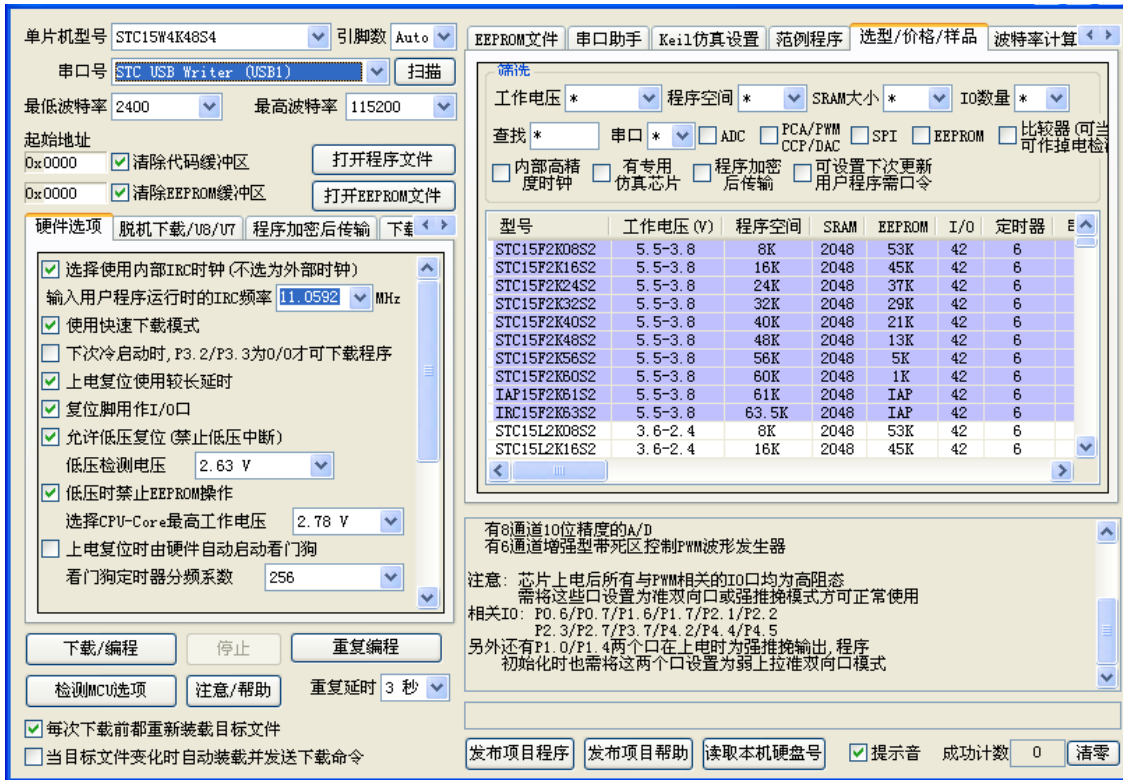 单片机型号 STC15W4K48S4 引脚数 Auto
串口号 STC USB Writer (USB1) 扫描
最低波特率 2400 最高波特率 115200
起始地址
0x0000 清除代码缓冲区 打开程序文件
0x0000 清除EEPROM缓冲区 打开EEPROM文件
硬件选项 脱机下载/U8/U7 程序加密后传输
选择使用内部IRC时钟(不选为外部时钟)
输入用户程序运行时的IRC频率 11.0592 MHz
使用快速下载模式
下次冷启动时,P3.2/P3.3为0/0才可下载程序
上电复位使用较长延时
复位脚用作I/O口
允许低压复位(禁止低压中断)
低压检测电压 2.63 V
低压时禁止EEPROM操作
选择CPU-Core最高工作电压 2.78 V
上电复位时由硬件自动启动看门狗
看门狗定时器分频系数 256
下载/编程 停止 重复编程
检测MCU选项 注意/帮助 重复延时 3 秒
每次下载前都重新装载目标文件
当目标文件变化时自动装载并发送下载命令
EEPROM文件 串口助手 Keil仿真设置 范例程序 选型/价格/样品 波特率计算
筛选
工作电压 * 程序空间 * SRAM大小 * IO数量 *
查找 * 串口 * ADC PCA/PWM CCP/DAC SPI EEPROM 比较器(可当 可作掉电检
内部高精度时钟 有专用仿真芯片 程序加密后传输 可设置下次更新用户程序需口令
型号 工作电压(V) 程序空间 SRAM EEPROM I/O 定时器
STC15F2K08S2 5.5-3.8 8K 2048 53K 42 6
STC15F2K16S2 5.5-3.8 16K 2048 45K 42 6
STC15F2K24S2 5.5-3.8 24K 2048 37K 42 6
STC15F2K32S2 5.5-3.8 32K 2048 29K 42 6
STC15F2K40S2 5.5-3.8 40K 2048 21K 42 6
STC15F2K48S2 5.5-3.8 48K 2048 13K 42 6
STC15F2K56S2 5.5-3.8 56K 2048 5K 42 6
STC15F2K60S2 5.5-3.8 60K 2048 1K 42 6
IAP15F2K61S2 5.5-3.8 61K 2048 IAP 42 6
IRC15F2K63S2 5.5-3.8 63.5K 2048 IAP 42 6
STC15L2K08S2 3.6-2.4 8K 2048 53K 42 6
STC15L2K16S2 3.6-2.4 16K 2048 45K 42 6
有8通道10位精度的A/D
有6通道增强型带死区控制PWM波形发生器
注意: 芯片上电后所有与PWM相关的IO口均为高阻态
需将这些口设置为准双向口或强推挽模式方可正常使用
相关IO: P0.6/P0.7/P1.6/P1.7/P2.1/P2.2
P2.3/P2.7/P3.7/P4.2/P4.4/P4.5
另外还有P1.0/P1.4两个口在上电时为强推挽输出,程序
初始化时也需将这两个口设置为弱上拉准双向口模式
发布项目程序 发布项目帮助 读取本机硬盘号 提示音 成功计数 0 清零